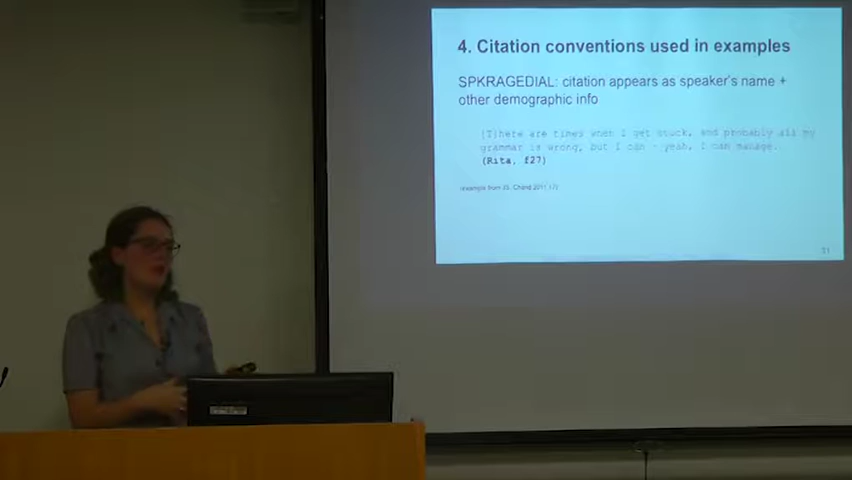 4. Citation conventions used in examples
SPKRAGEDIAL: citation appears as speaker's name +
other demographic info
[T]here are times when I get stuck, and probably all my
grammar is wrong, but I can - yeah, I can manage.
(Rita, f27)
(example from JS, Chand 2011:17)